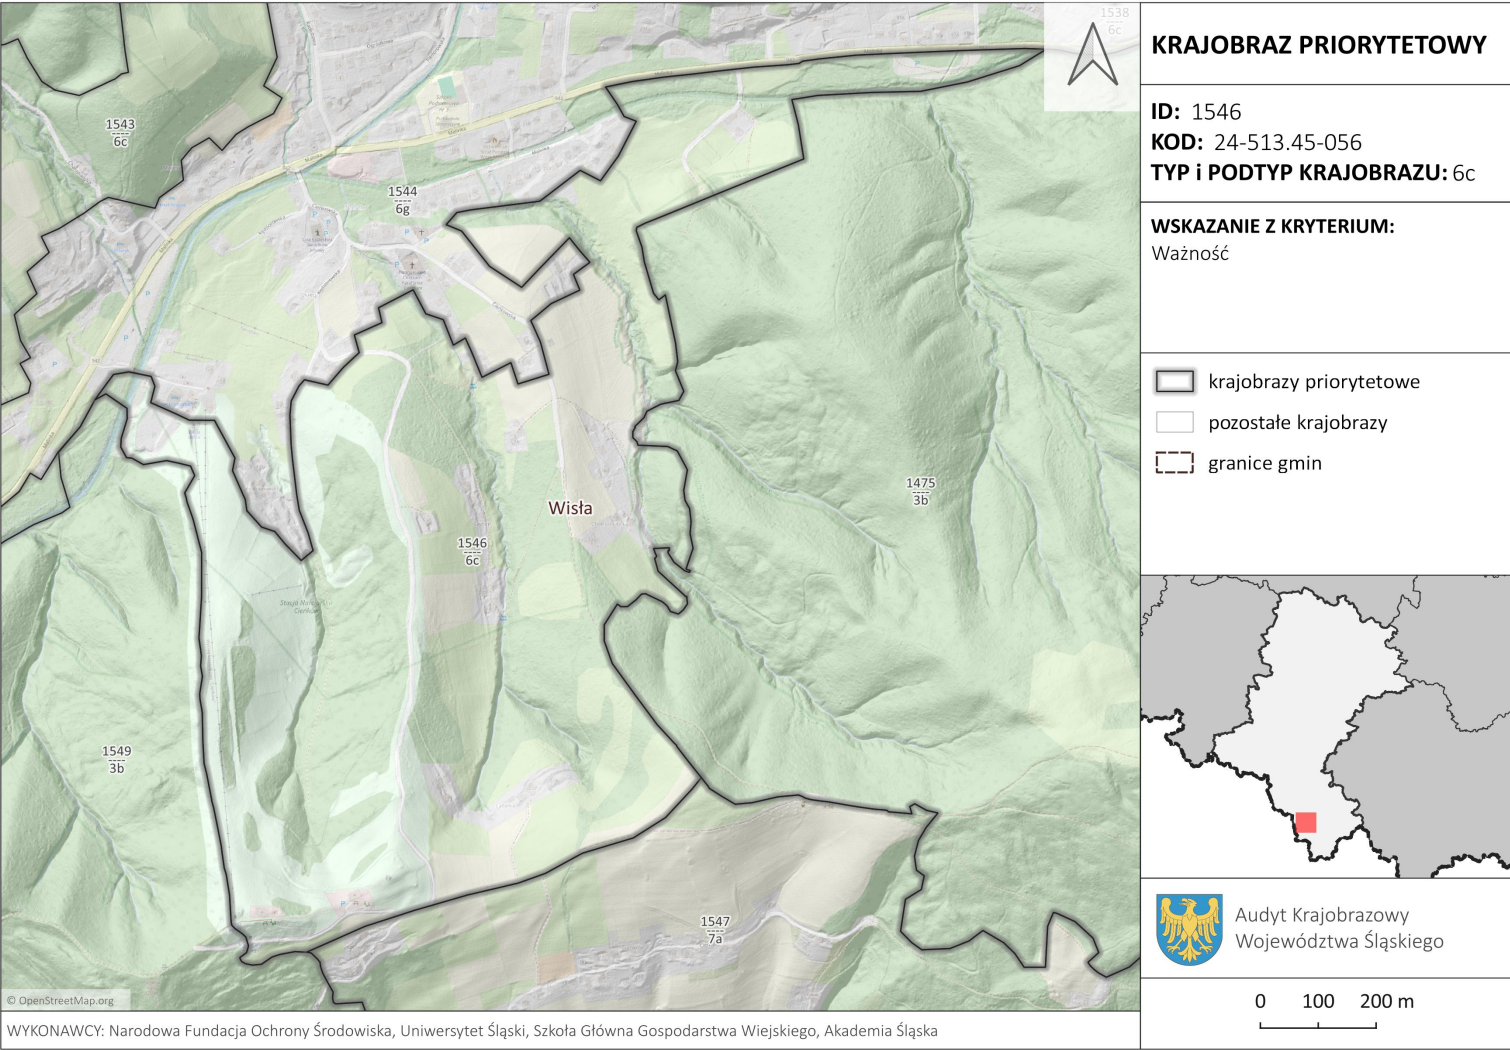 KRAJOBRAZ PRIORYTETOWY
ID: 1546
KOD: 24-513.45-056
TYP i PODTYP KRAJOBRAZU: 6c
WSKAZANIE Z KRYTERIUM:
Ważność
krajobrazy priorytetowe
pozostałe krajobrazy
granice gmin
Audyt Krajobrazowy
Województwa Śląskiego
0 100 200 m
1538
6c
1543
6c
1544
6g
1475
3b
Wisła
1546
6c
1549
3b
1547
7a
© OpenStreetMap.org
WYKONAWCY: Narodowa Fundacja Ochrony Środowiska, Uniwersytet Śląski, Szkoła Główna Gospodarstwa Wiejskiego, Akademia Śląska